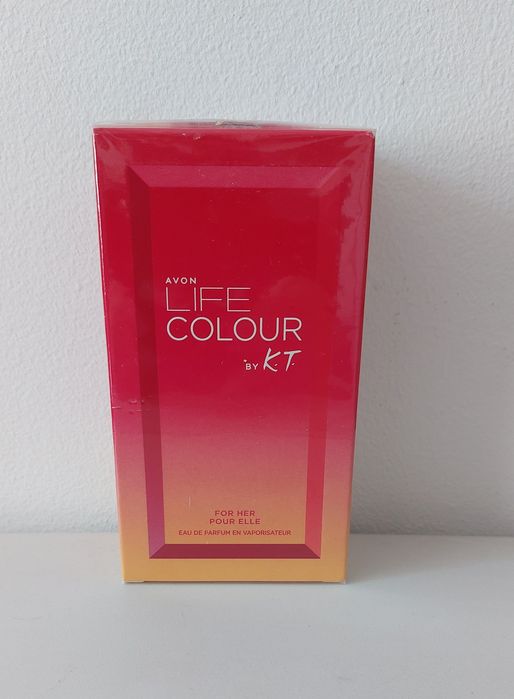 AVON
LIFE
COLOUR
BY K.T.
FOR HER
POUR ELLE
EAU DE PARFUM EN VAPORISATEUR